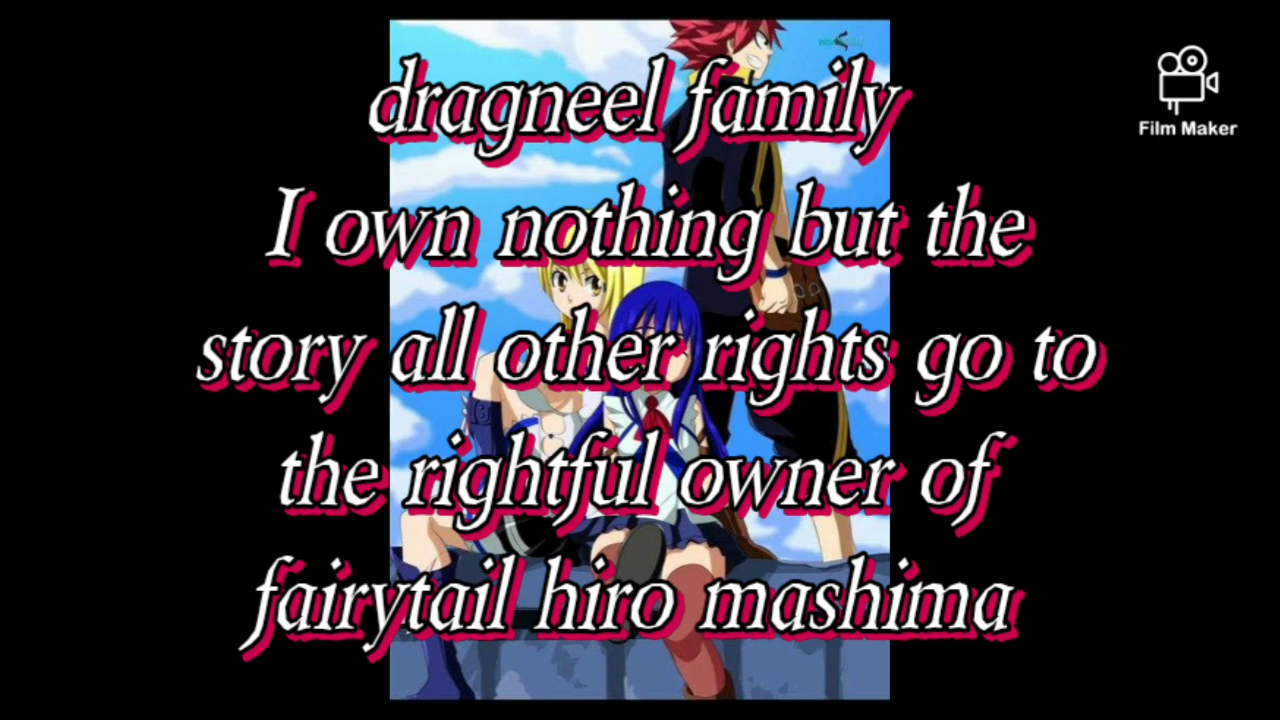 dragneel family
I own nothing but the
story all other rights go to
the rightful owner of
fairytail hiro mashima
Film Maker